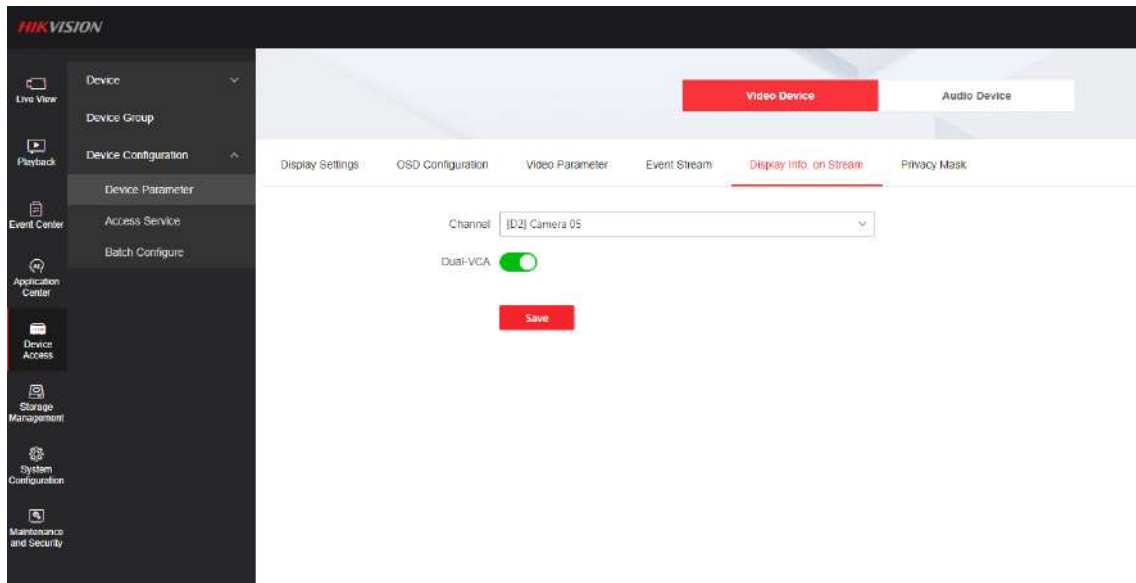 HIKVISION
Live View
Playback
Event Center
Application
Center
Device
Access
Storage
Management
System
Configuration
Maintenance
and Security
Device
Device Group
Device Configuration
Device Parameter
Access Service
Batch Configure
Video Device
Audio Device
Display Settings
OSD Configuration
Video Parameter
Event Stream
Display Info. on Stream
Privacy Mask
Channel
[D2] Camera 05
Dual-VCA
Save